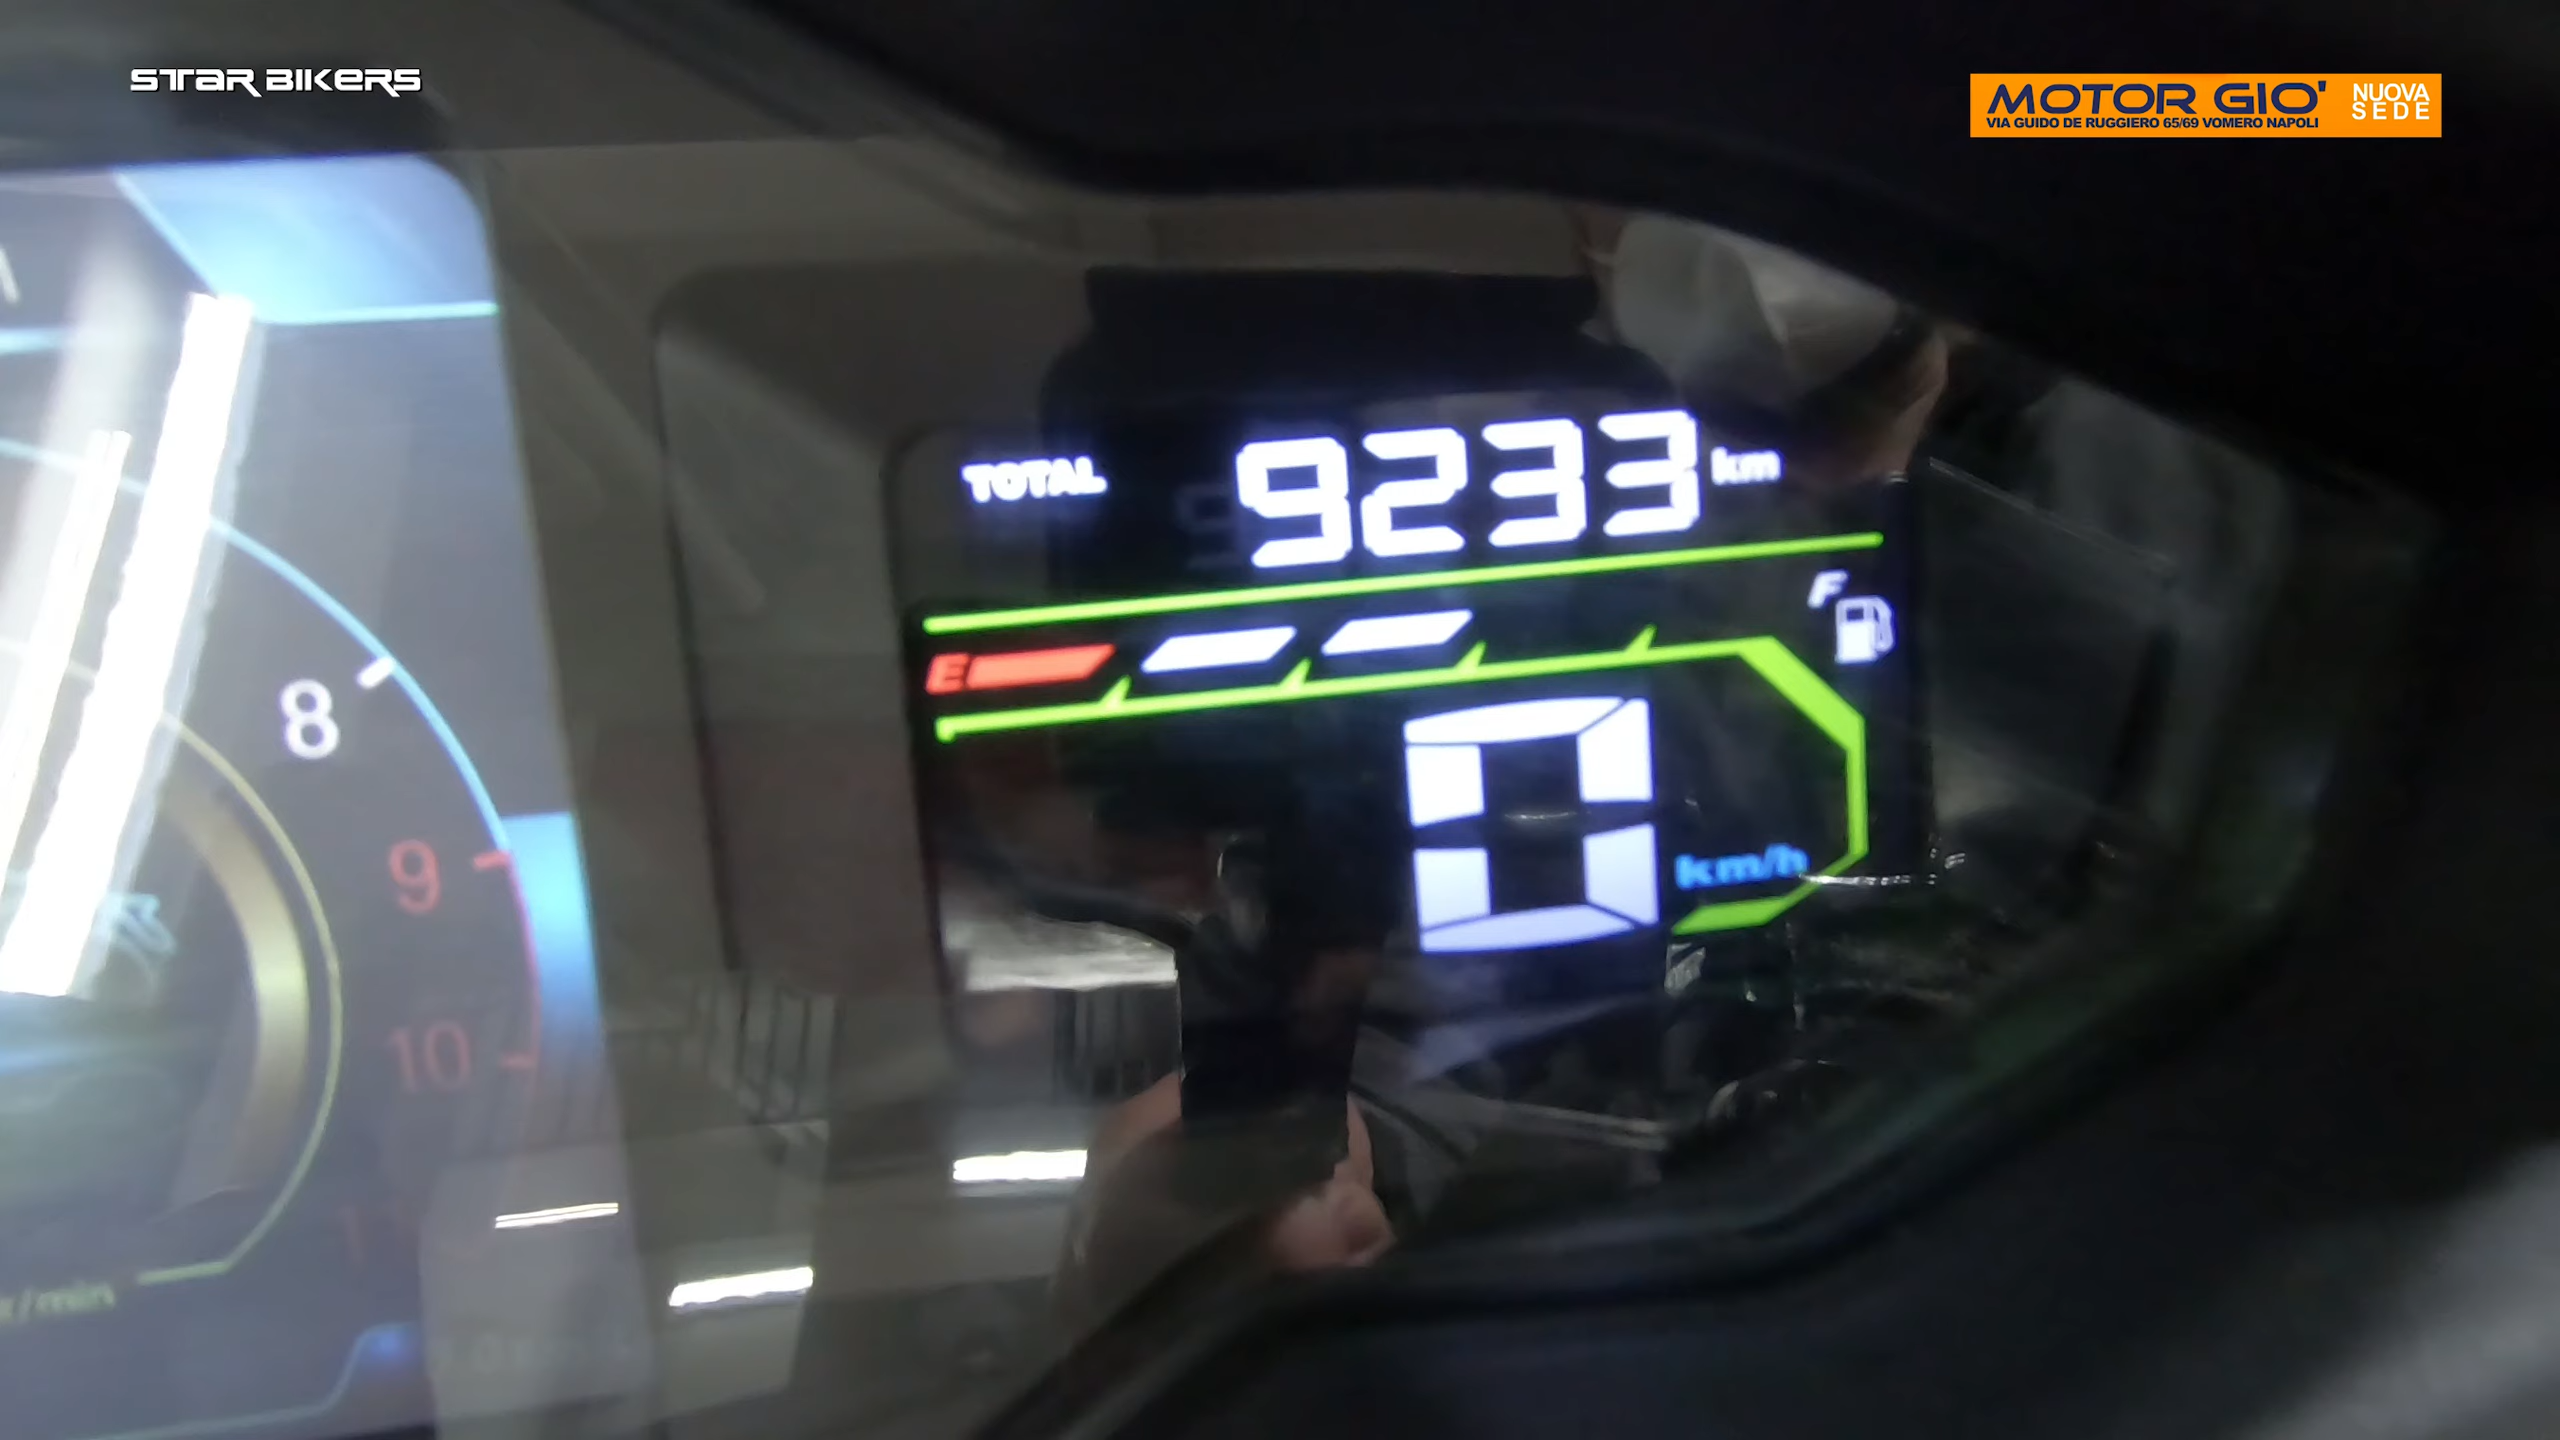 STAR BIKERS
MOTOR GIO'
VIA GUIDO DE RUGGIERO 65/69 VOMERO NAPOLI
NUOVA
SEDE
TOTAL 9233 km
E
F
0 km/h
8
9
10